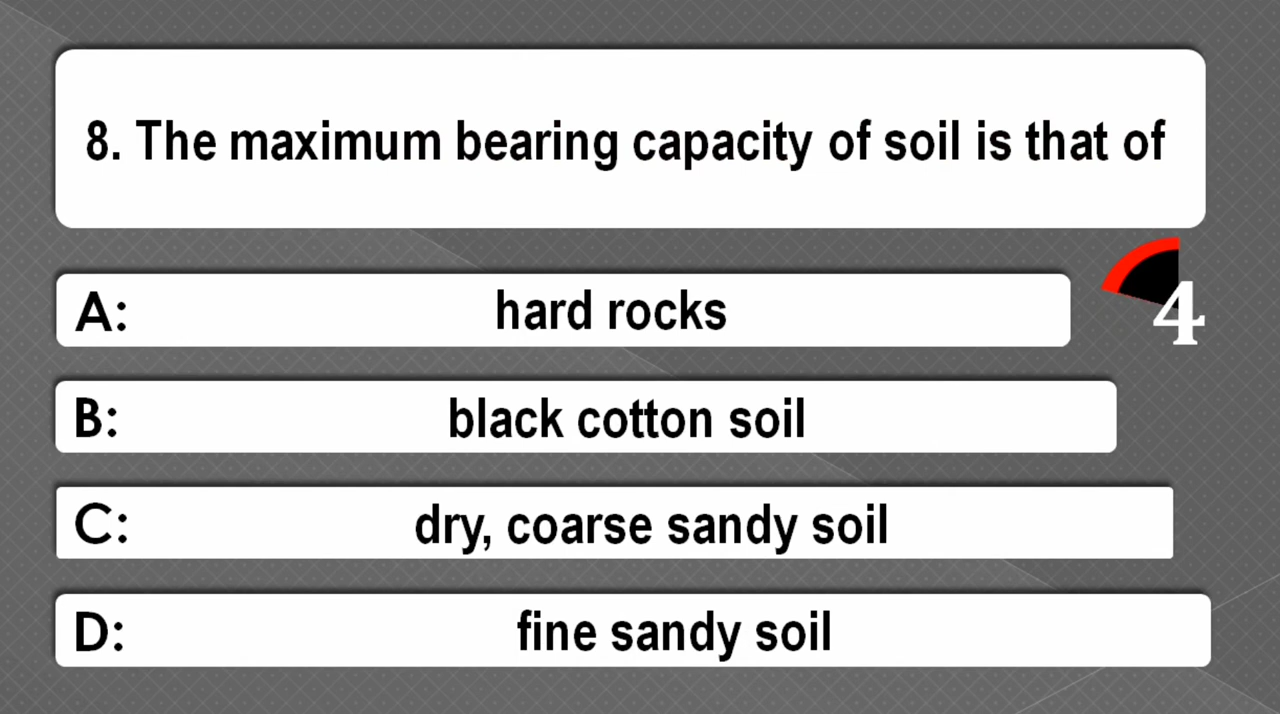 8. The maximum bearing capacity of soil is that of
A: hard rocks
4
B: black cotton soil
C: dry, coarse sandy soil
D: fine sandy soil